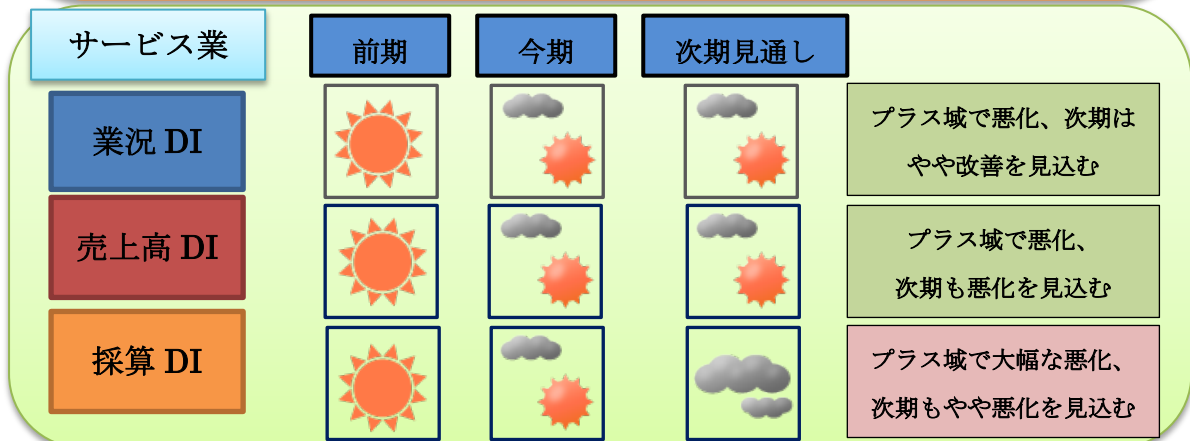 サービス業
前期
今期
次期見通し
業況 DI
プラス域で悪化、次期は
やや改善を見込む
売上高 DI
プラス域で悪化、
次期も悪化を見込む
採算 DI
プラス域で大幅な悪化、
次期もやや悪化を見込む